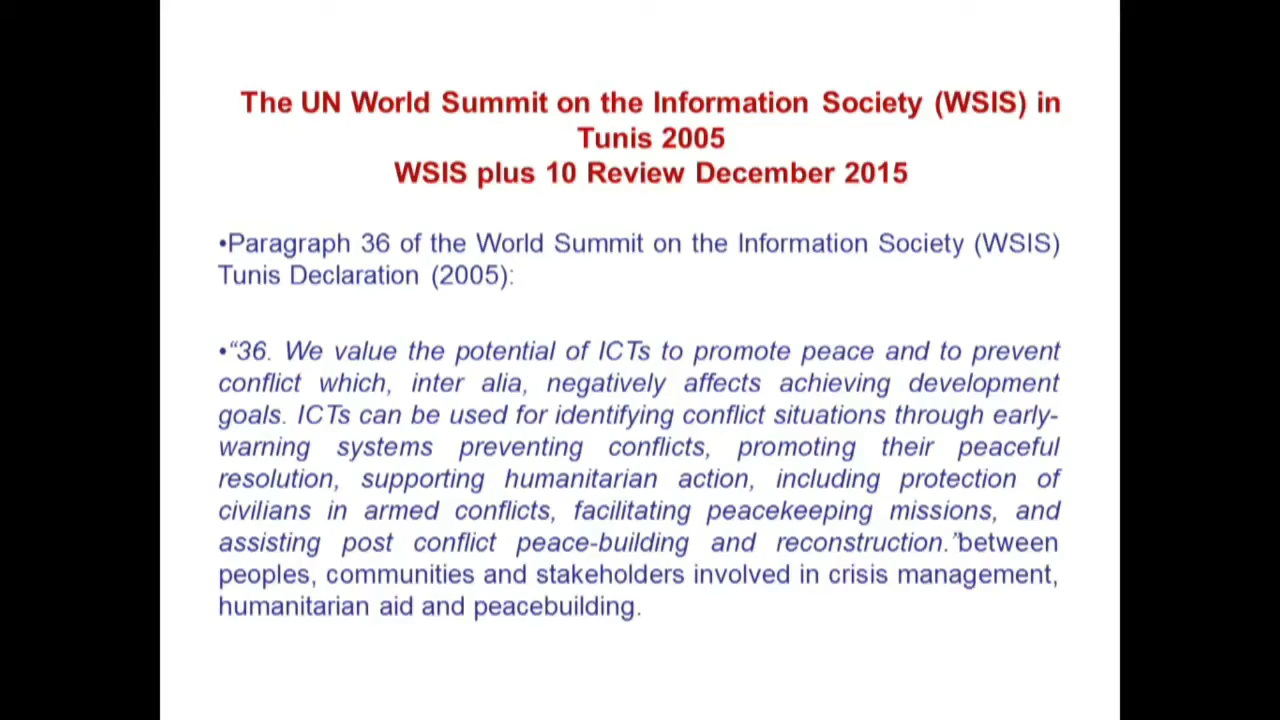 The UN World Summit on the Information Society (WSIS) in
Tunis 2005
WSIS plus 10 Review December 2015
•Paragraph 36 of the World Summit on the Information Society (WSIS)
Tunis Declaration (2005):
•“36. We value the potential of ICTs to promote peace and to prevent
conflict which, inter alia, negatively affects achieving development
goals. ICTs can be used for identifying conflict situations through early-
warning systems preventing conflicts, promoting their peaceful
resolution, supporting humanitarian action, including protection of
civilians in armed conflicts, facilitating peacekeeping missions, and
assisting post conflict peace-building and reconstruction.”between
peoples, communities and stakeholders involved in crisis management,
humanitarian aid and peacebuilding.